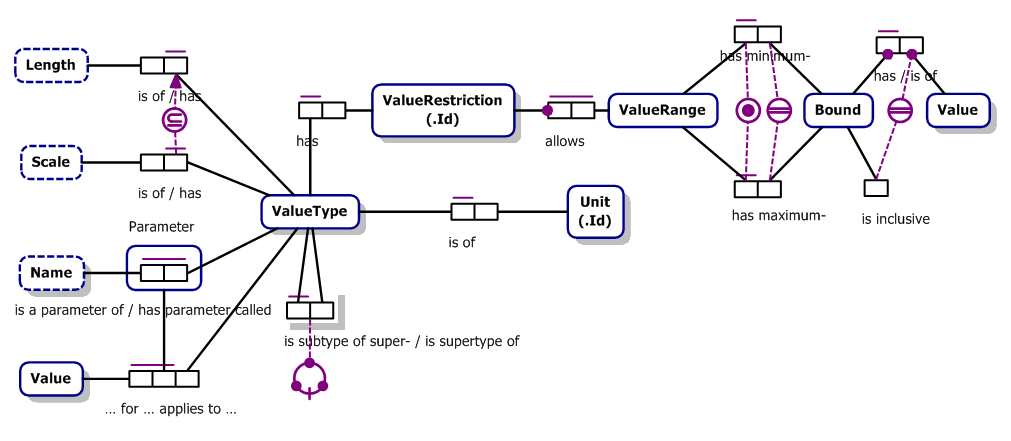 has minimum-
Length
has / is of
is of / has
ValueRestriction
(.Id)
ValueRange
Bound
Value
has
allows
Scale
is of / has
ValueType
Unit
(.Id)
has maximum-
is inclusive
Parameter
is of
Name
is a parameter of / has parameter called
is subtype of super- / is supertype of
Value
... for ... applies to ...